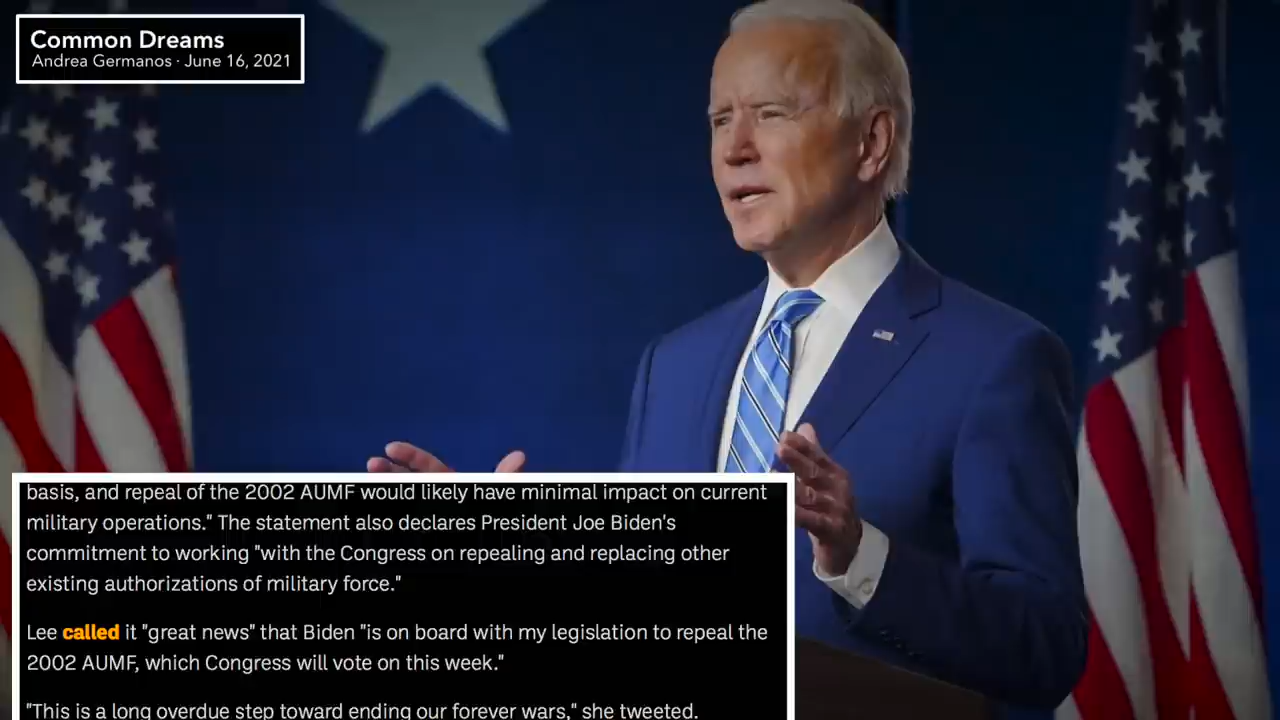 Common Dreams
Andrea Germanos · June 16, 2021
basis, and repeal of the 2002 AUMF would likely have minimal impact on current
military operations." The statement also declares President Joe Biden's
commitment to working "with the Congress on repealing and replacing other
existing authorizations of military force."
Lee called it "great news" that Biden "is on board with my legislation to repeal the
2002 AUMF, which Congress will vote on this week."
"This is a long overdue step toward ending our forever wars," she tweeted.